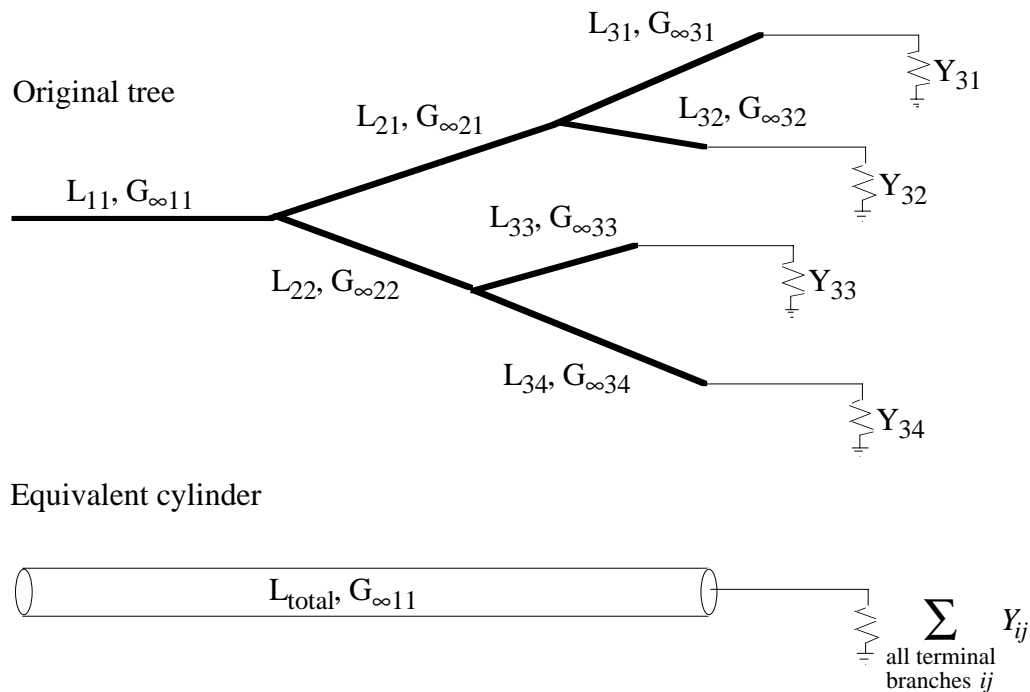 L31, G∞31
Y31
Original tree
L21, G∞21
L32, G∞32
Y32
L11, G∞11
L33, G∞33
L22, G∞22
Y33
L34, G∞34
Y34
Equivalent cylinder
Ltotal, G∞11
∑ Yij
all terminal
branches ij